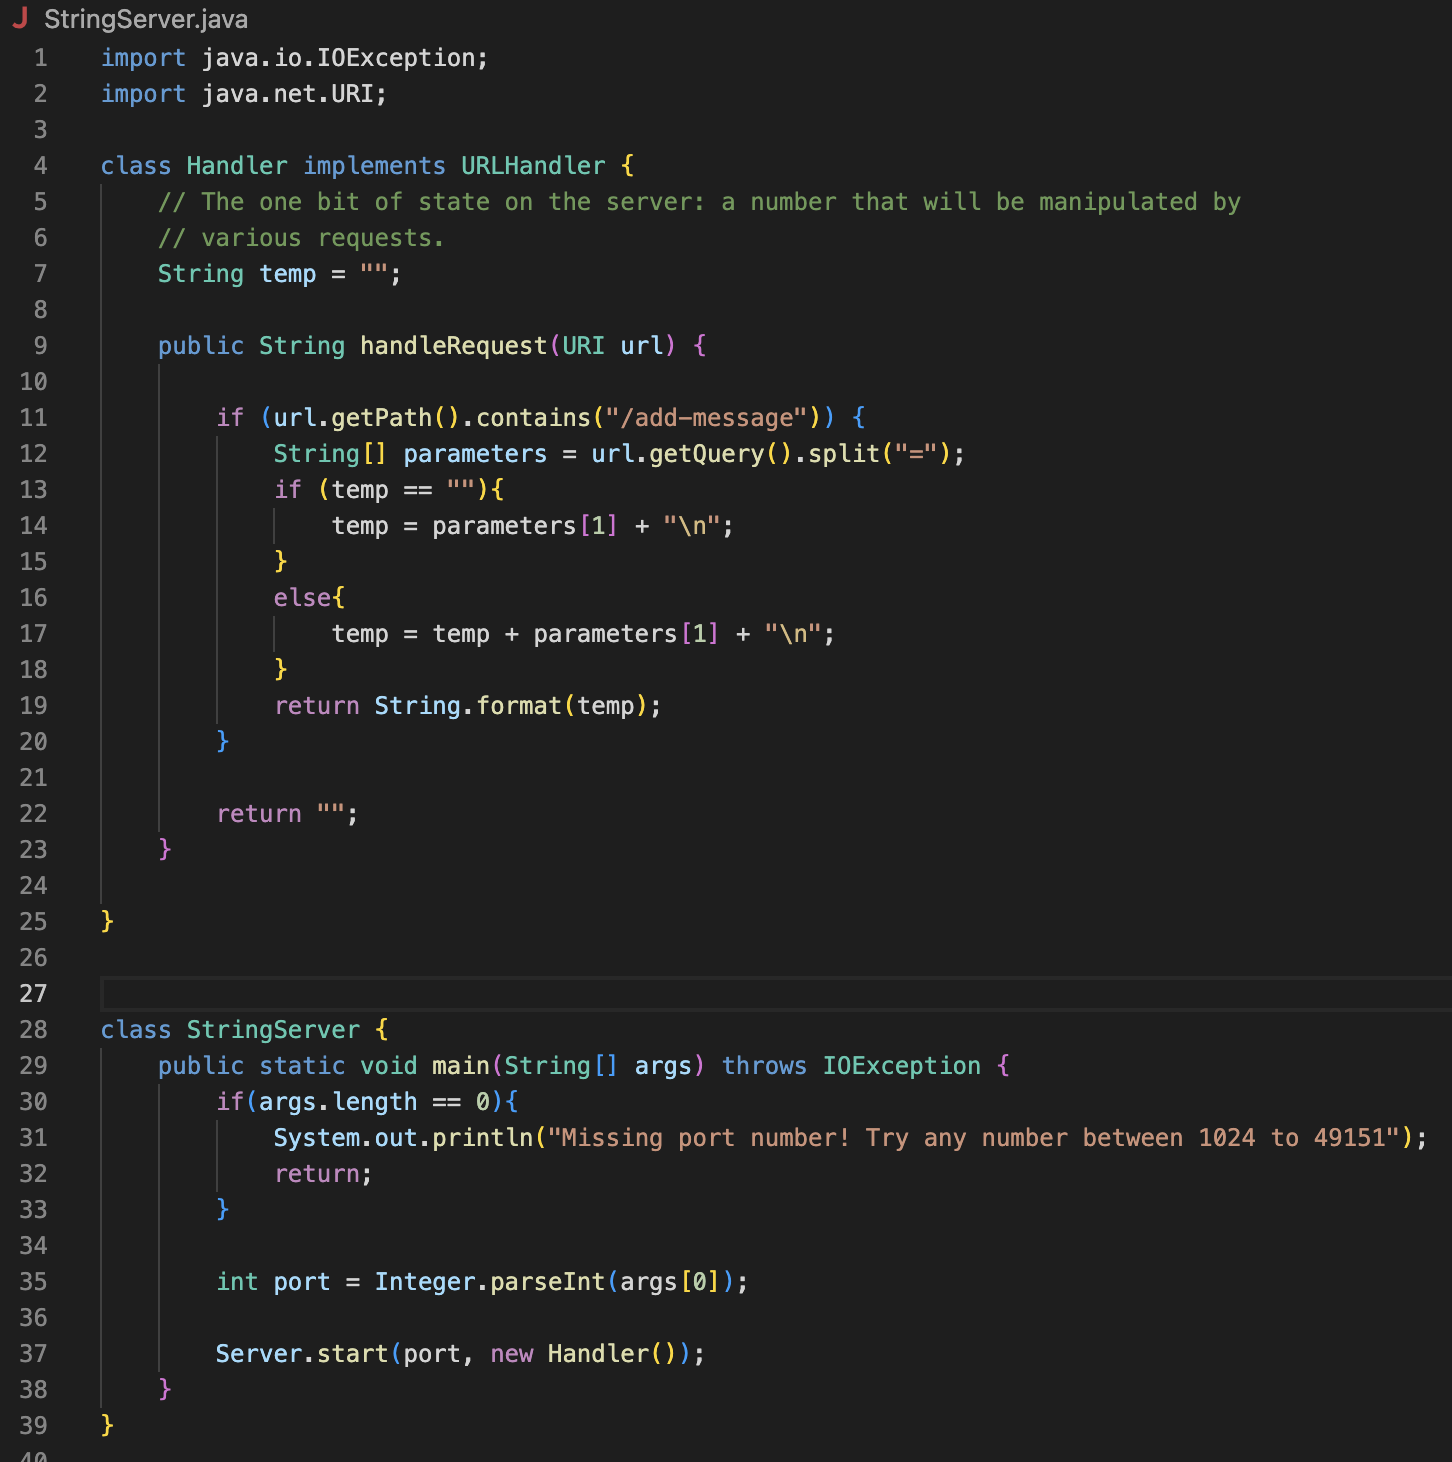 J StringServer.java
1 import java.io.IOException;
2 import java.net.URI;
3
4 class Handler implements URLHandler {
5     // The one bit of state on the server: a number that will be manipulated by
6     // various requests.
7     String temp = "";
8
9     public String handleRequest(URI url) {
10
11         if (url.getPath().contains("/add-message")) {
12             String[] parameters = url.getQuery().split("=");
13             if (temp == ""){
14                 temp = parameters[1] + "\n";
15             }
16             else{
17                 temp = temp + parameters[1] + "\n";
18             }
19             return String.format(temp);
20         }
21
22         return "";
23     }
24
25 }
26
27
28 class StringServer {
29     public static void main(String[] args) throws IOException {
30         if(args.length == 0){
31             System.out.println("Missing port number! Try any number between 1024 to 49151");
32             return;
33         }
34
35         int port = Integer.parseInt(args[0]);
36
37         Server.start(port, new Handler());
38     }
39 }
40